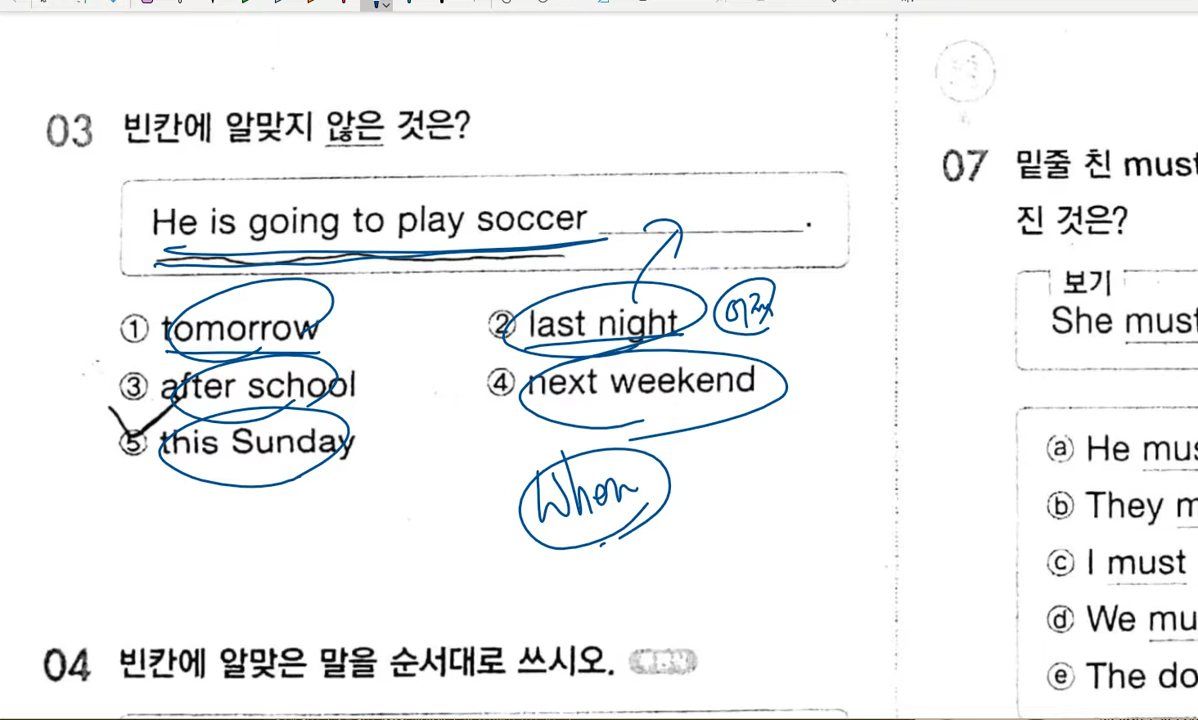 03 빈칸에 알맞지 않은 것은?
He is going to play soccer ____________.
① tomorrow
② last night
③ after school
④ next weekend
⑤ this Sunday
When
04 빈칸에 알맞은 말을 순서대로 쓰시오.
07 밑줄 친 must
진 것은?
보기
She must
ⓐ He mus
ⓑ They m
ⓒ I must
ⓓ We mu
ⓔ The do